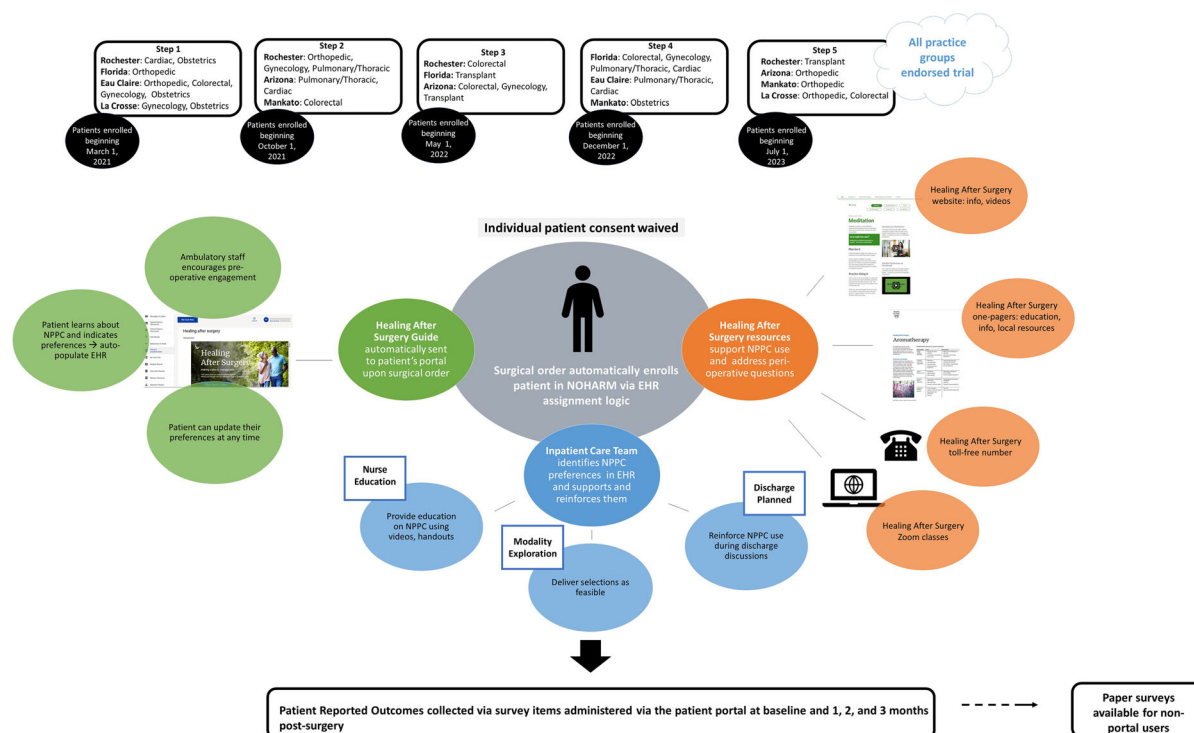 Step 1
Rochester: Cardiac, Obstetrics
Florida: Orthopedic
Eau Claire: Orthopedic, Colorectal,
Gynecology, Obstetrics
La Crosse: Gynecology, Obstetrics
Patients enrolled
beginning
March 1,
2021
Step 2
Rochester: Orthopedic,
Gynecology, Pulmonary/Thoracic
Arizona: Pulmonary/Thoracic,
Cardiac
Mankato: Colorectal
Patients enrolled
beginning
October 1,
2021
Step 3
Rochester: Colorectal
Florida: Transplant
Arizona: Colorectal, Gynecology,
Transplant
Patients enrolled
beginning
May 1,
2022
Step 4
Florida: Colorectal, Gynecology,
Pulmonary/Thoracic, Cardiac
Eau Claire: Pulmonary/Thoracic,
Cardiac
Mankato: Obstetrics
Patients enrolled
beginning
December 1,
2022
Step 5
Rochester: Transplant
Arizona: Orthopedic
Mankato: Orthopedic
La Crosse: Orthopedic, Colorectal
Patients enrolled
beginning
July 1,
2023
All practice
groups
endorsed trial
Individual patient consent waived
Surgical order automatically enrolls
patient in NOHARM via EHR
assignment logic
Healing After
Surgery Guide
automatically sent
to patient's portal
upon surgical order
Ambulatory staff
encourages pre-
operative engagement
Patient learns about
NPPC and indicates
preferences → auto-
populate EHR
Patient can update their
preferences at any time
Healing after surgery
Healing
After Surgery
Healing After
Surgery resources
support NPPC use
and address peri-
operative questions
Meditation
Healing After Surgery
website: info, videos
Aromatherapy
Healing After Surgery
one-pagers: education,
info, local resources
Healing After Surgery
toll-free number
Healing After Surgery
Zoom classes
Inpatient Care Team
identifies NPPC
preferences in EHR
and supports and
reinforces them
Nurse
Education
Provide education
on NPPC using
videos, handouts
Modality
Exploration
Deliver selections as
feasible
Discharge
Planned
Reinforce NPPC use
during discharge
discussions
Patient Reported Outcomes collected via survey items administered via the patient portal at baseline and 1, 2, and 3 months
post-surgery
Paper surveys
available for non-
portal users